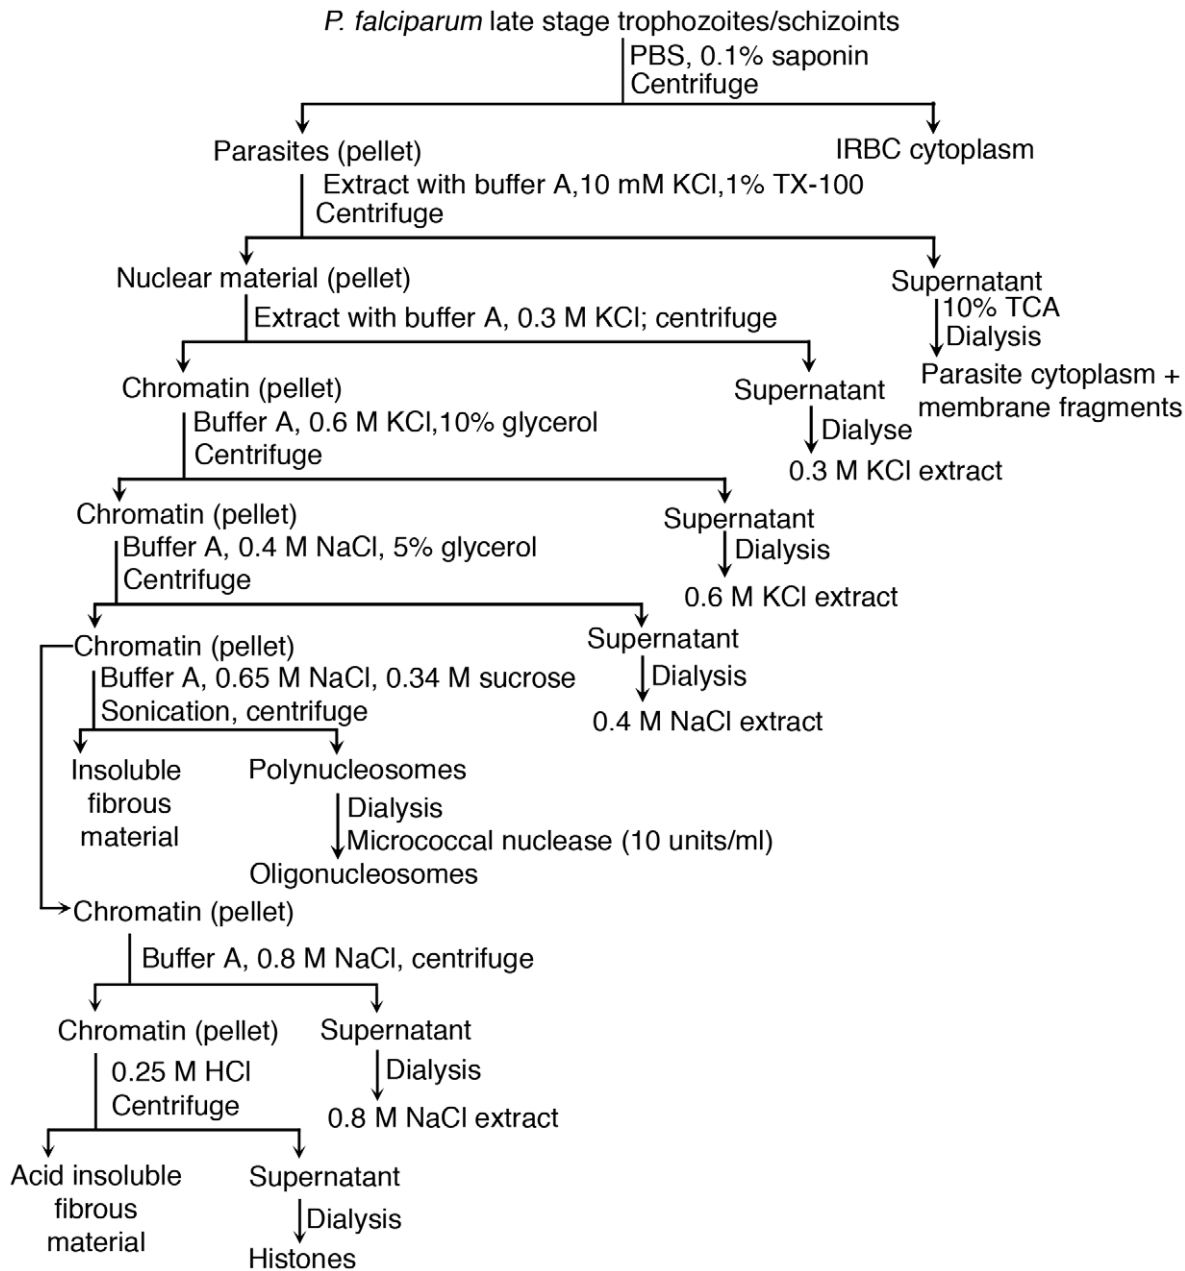 P. falciparum late stage trophozoites/schizoints
PBS, 0.1% saponin
Centrifuge
Parasites (pellet)
IRBC cytoplasm
Extract with buffer A,10 mM KCl,1% TX-100
Centrifuge
Nuclear material (pellet)
Supernatant
10% TCA
Dialysis
Parasite cytoplasm +
membrane fragments
Extract with buffer A, 0.3 M KCl; centrifuge
Chromatin (pellet)
Supernatant
Dialyse
0.3 M KCl extract
Buffer A, 0.6 M KCl,10% glycerol
Centrifuge
Chromatin (pellet)
Supernatant
Dialysis
0.6 M KCl extract
Buffer A, 0.4 M NaCl, 5% glycerol
Centrifuge
Chromatin (pellet)
Supernatant
Dialysis
0.4 M NaCl extract
Buffer A, 0.65 M NaCl, 0.34 M sucrose
Sonication, centrifuge
Insoluble
fibrous
material
Polynucleosomes
Dialysis
Micrococcal nuclease (10 units/ml)
Oligonucleosomes
Chromatin (pellet)
Buffer A, 0.8 M NaCl, centrifuge
Chromatin (pellet)
Supernatant
Dialysis
0.8 M NaCl extract
0.25 M HCl
Centrifuge
Acid insoluble
fibrous
material
Supernatant
Dialysis
Histones